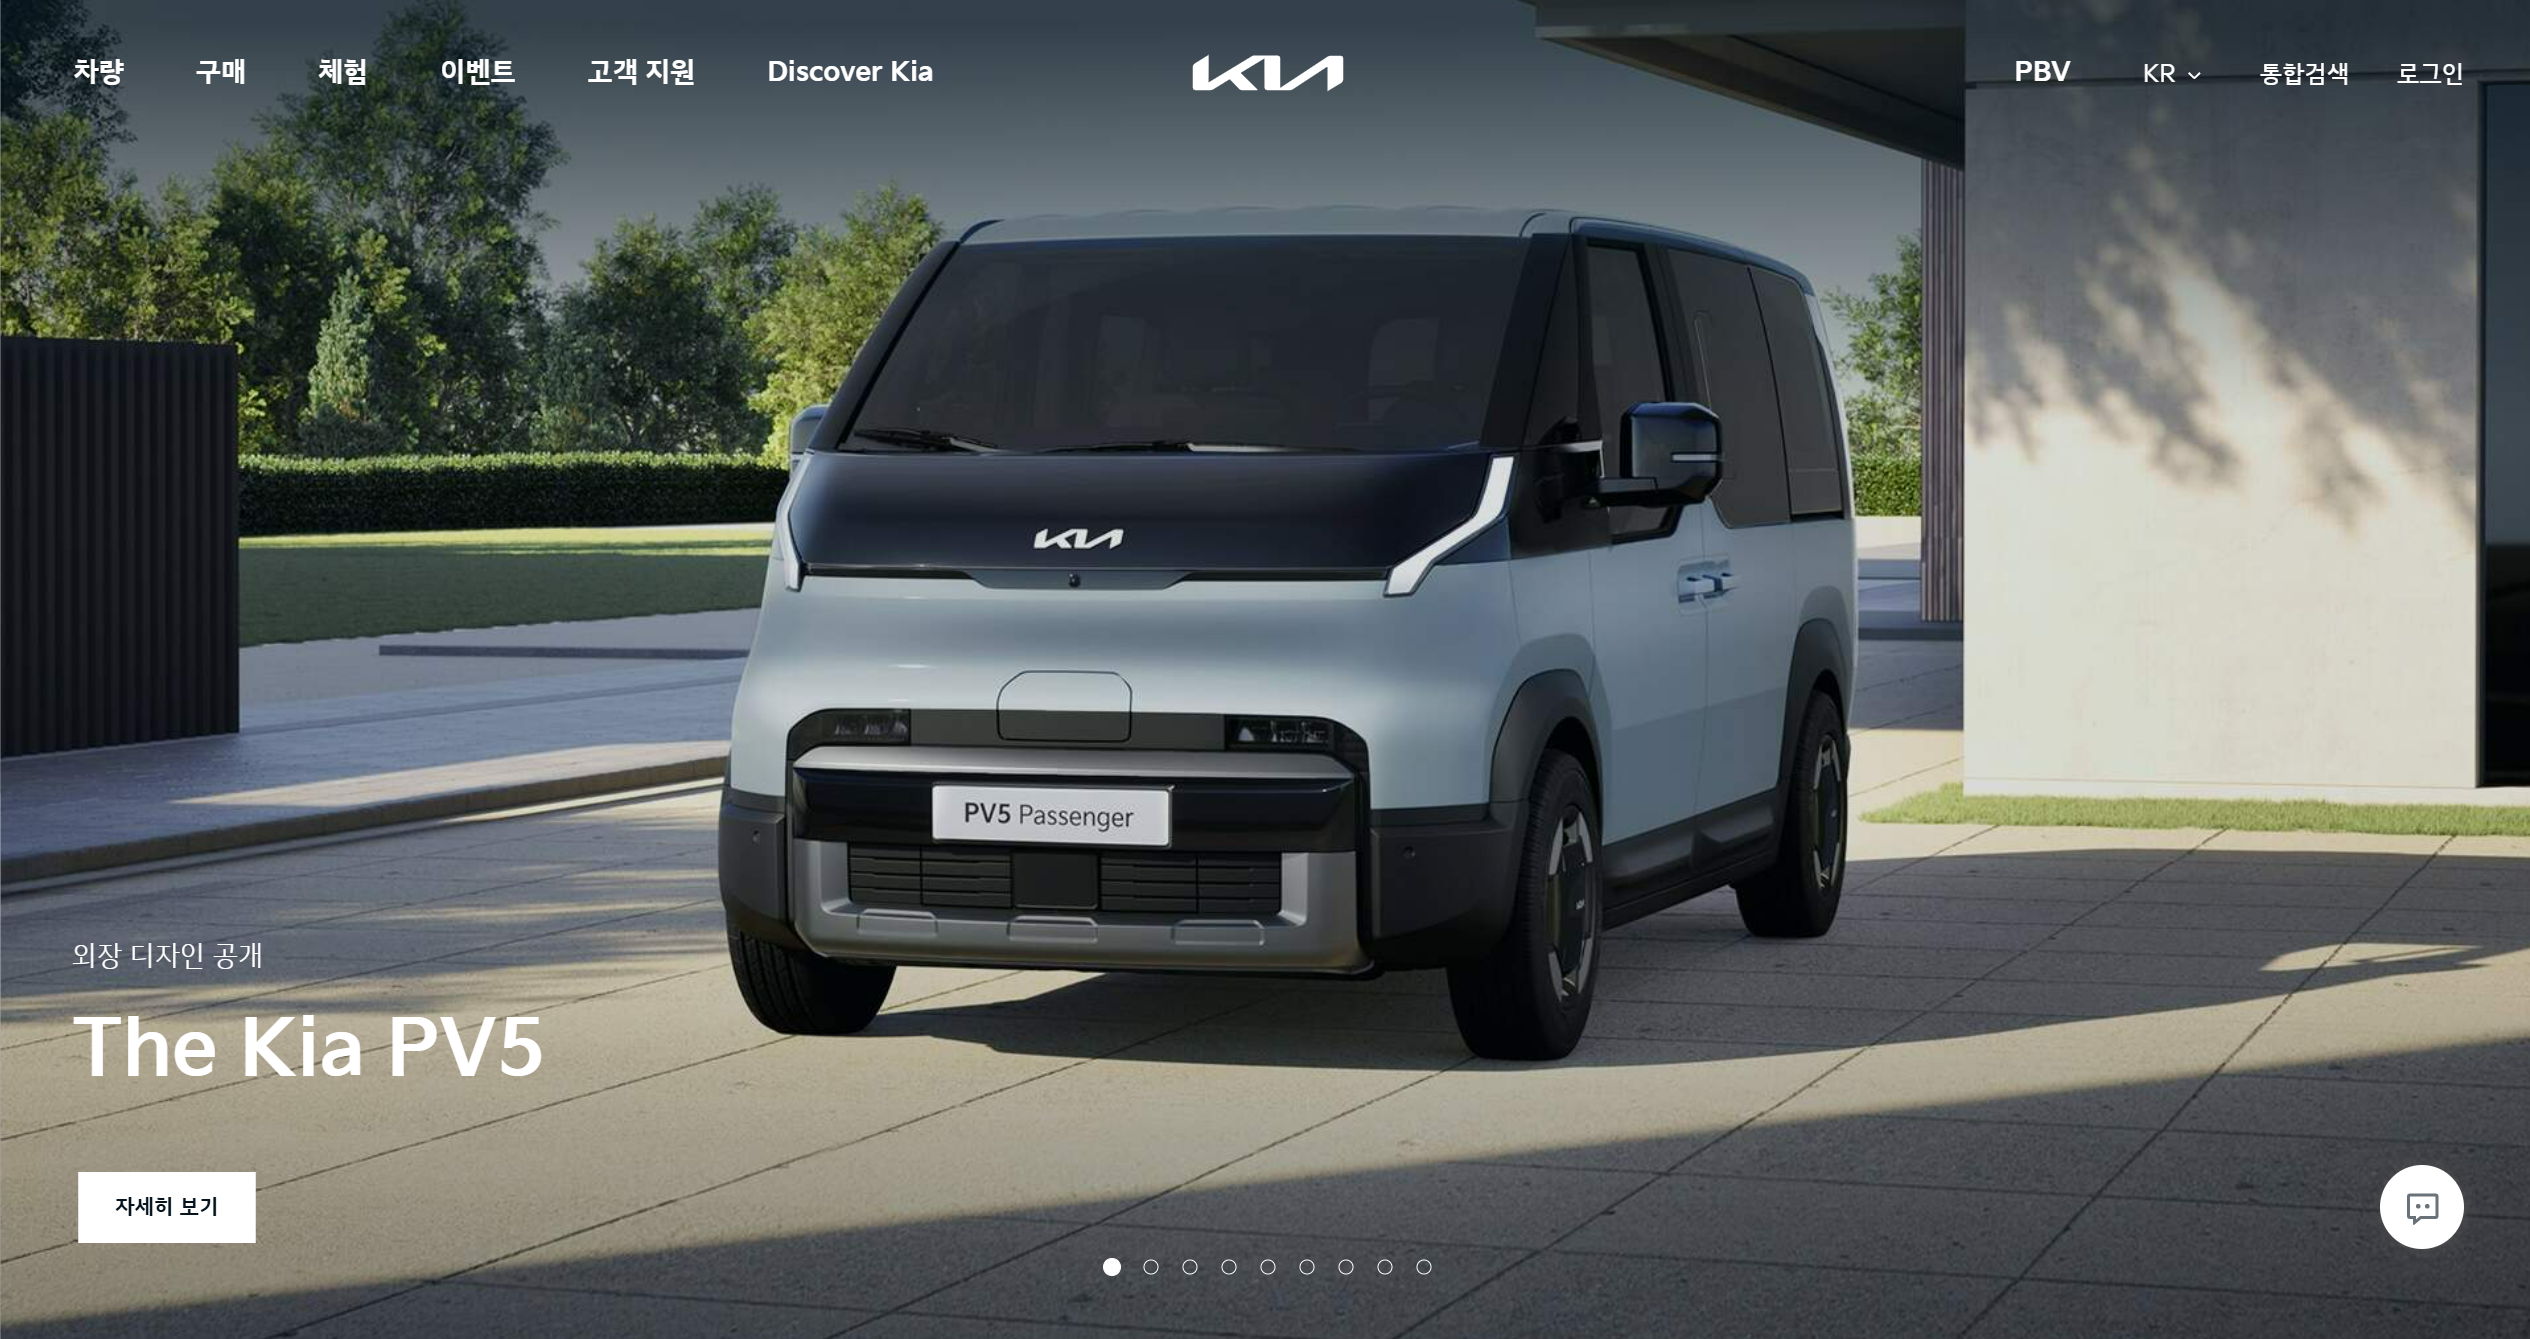 차량 구매 체험 이벤트 고객 지원 Discover Kia KIA PBV KR 통합검색 로그인
KIA
PV5 Passenger
외장 디자인 공개
The Kia PV5
자세히 보기